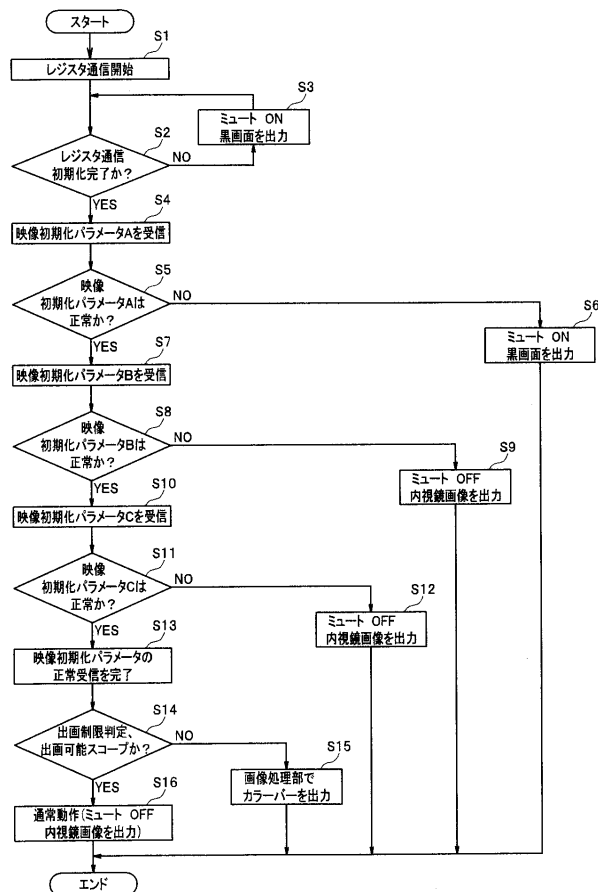 スタート
S1
レジスタ通信開始
S3
ミュート ON
黒画面を出力
S2
レジスタ通信
初期化完了か?
NO
YES
S4
映像初期化パラメータAを受信
S5
映像
初期化パラメータAは
正常か?
NO
YES
S6
ミュート ON
黒画面を出力
S7
映像初期化パラメータBを受信
S8
映像
初期化パラメータBは
正常か?
NO
YES
S9
ミュート OFF
内視鏡画像を出力
S10
映像初期化パラメータCを受信
S11
映像
初期化パラメータCは
正常か?
NO
YES
S12
ミュート OFF
内視鏡画像を出力
S13
映像初期化パラメータの
正常受信を完了
S14
出画制限判定、
出画可能スコープか?
NO
YES
S15
画像処理部で
カラーバーを出力
S16
通常動作(ミュート OFF
内視鏡画像を出力)
エンド